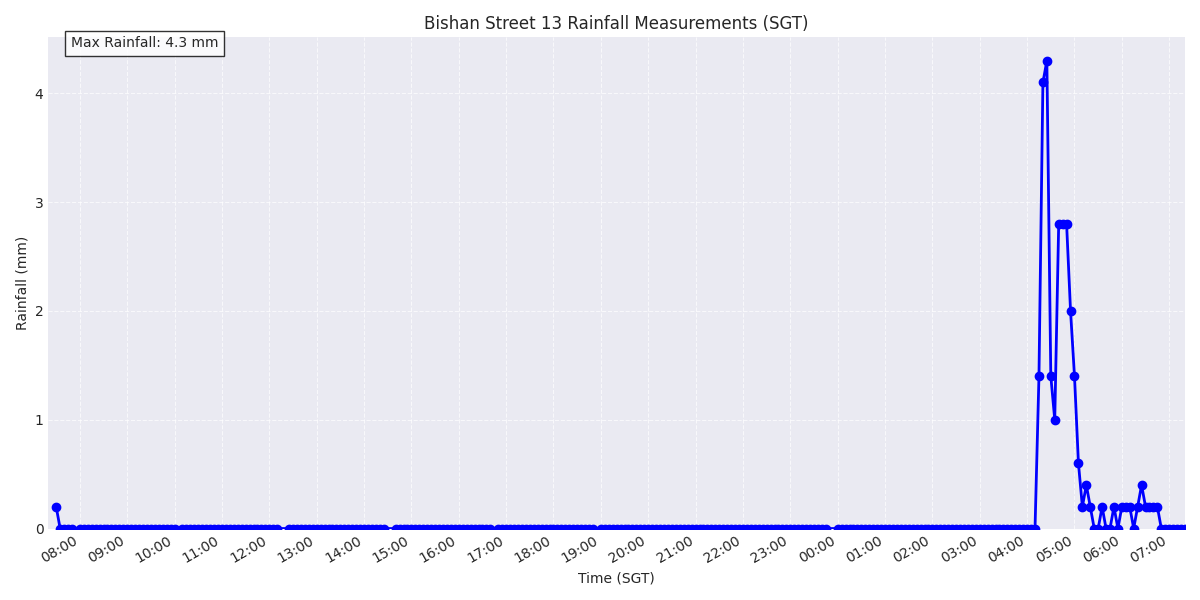 Bishan Street 13 Rainfall Measurements (SGT)
Max Rainfall: 4.3 mm
4
3
2
1
0
Rainfall (mm)
08:00 09:00 10:00 11:00 12:00 13:00 14:00 15:00 16:00 17:00 18:00 19:00 20:00 21:00 22:00 23:00 00:00 01:00 02:00 03:00 04:00 05:00 06:00 07:00
Time (SGT)